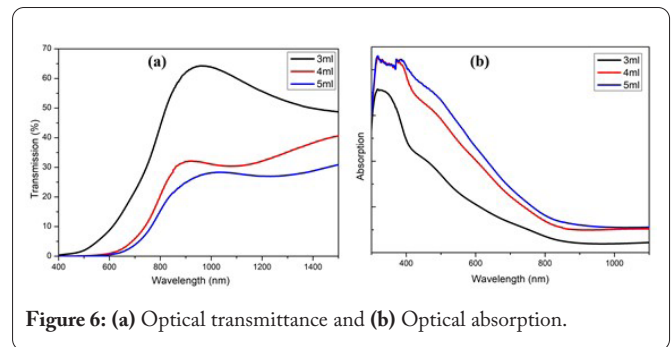 (a)
3ml
4ml
5ml
70
60
50
40
30
20
10
0
Transmission (%)
400 600 800 1000 1200 1400
Wavelength (nm)
(b)
3ml
4ml
5ml
Absorption
400 600 800 1000
Wavelength (nm)
Figure 6: (a) Optical transmittance and (b) Optical absorption.